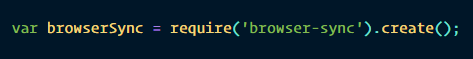 var browserSync = require('browser-sync').create();